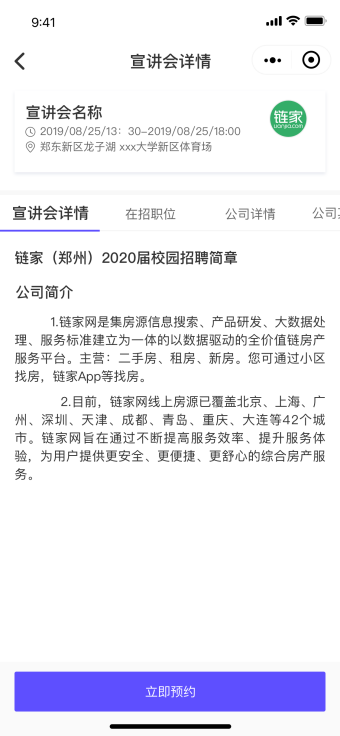 9:41
宣讲会详情
宣讲会名称
2019/08/25/13：30-2019/08/25/18:00
郑东新区龙子湖 xxx大学新区体育场
链家
Lianjia.com
宣讲会详情
在招职位
公司详情
公司
链家（郑州）2020届校园招聘简章
公司简介
1.链家网是集房源信息搜索、产品研发、大数据处
理、服务标准建立为一体的以数据驱动的全价值链房产
服务平台。主营：二手房、租房、新房。您可通过小区
找房，链家App等找房。
2.目前，链家网线上房源已覆盖北京、上海、广
州、深圳、天津、成都、青岛、重庆、大连等42个城
市。链家网旨在通过不断提高服务效率、提升服务体
验，为用户提供更安全、更便捷、更舒心的综合房产服
务。
立即预约